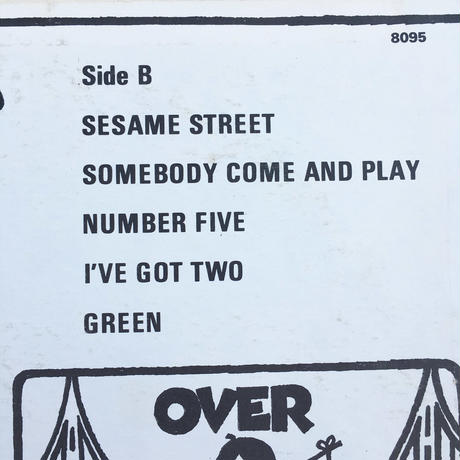 8095
Side B
SESAME STREET
SOMEBODY COME AND PLAY
NUMBER FIVE
I'VE GOT TWO
GREEN
OVER